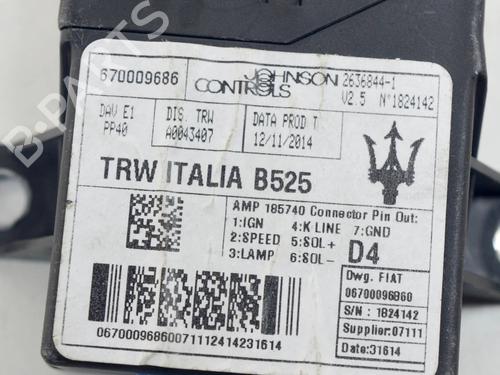 670009686
JOHNSON
CONTROLS
2636844-1
V2.5 N°1824142
DAV E1
PP40
DIS. TRW
A0043407
DATA PROD T
12/11/2014
TRW ITALIA B525
AMP 185740 Connector Pin Out:
1:IGN 4:K LINE 7:GND
2:SPEED 5:SOL+
3:LAMP 6:SOL-
D4
Dwg. FIAT
06700096860
S/N : 1824142
Supplier:07111
Date:31614
06700096860071112414231614
B-PARTS